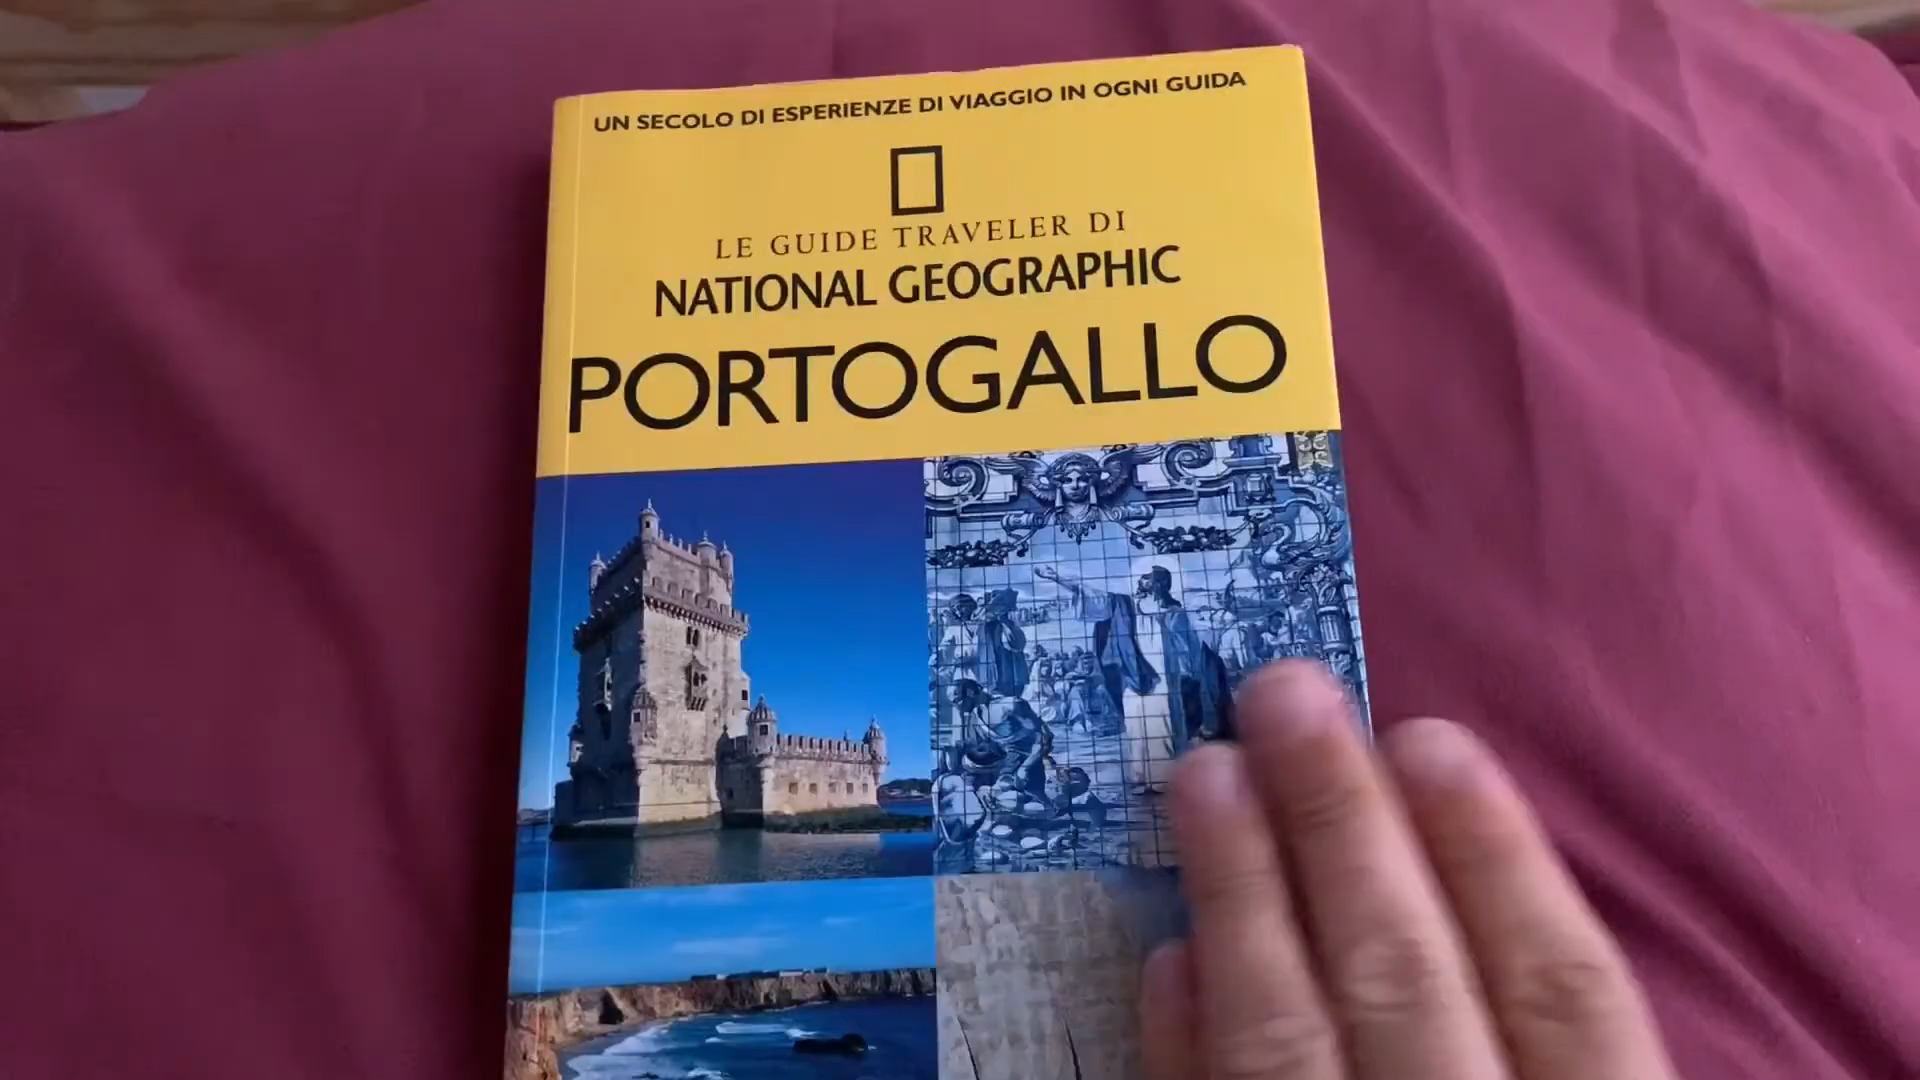 UN SECOLO DI ESPERIENZE DI VIAGGIO IN OGNI GUIDA
LE GUIDE TRAVELER DI
NATIONAL GEOGRAPHIC
PORTOGALLO